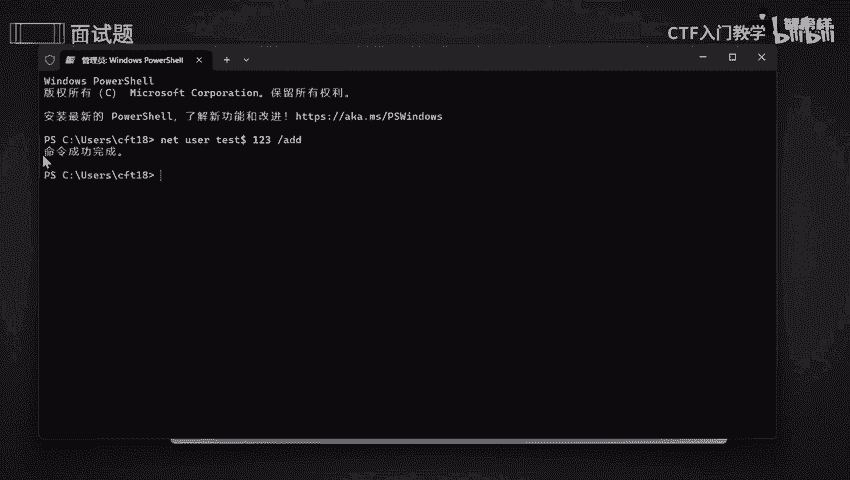 面试题
CTF入门教学
bilibili
管理员: Windows PowerShell
Windows PowerShell
版权所有 (C) Microsoft Corporation。保留所有权利。
安装最新的 PowerShell，了解新功能和改进！https://aka.ms/PSWindows
PS C:\Users\cft18> net user test$ 123 /add
命令成功完成。
PS C:\Users\cft18>